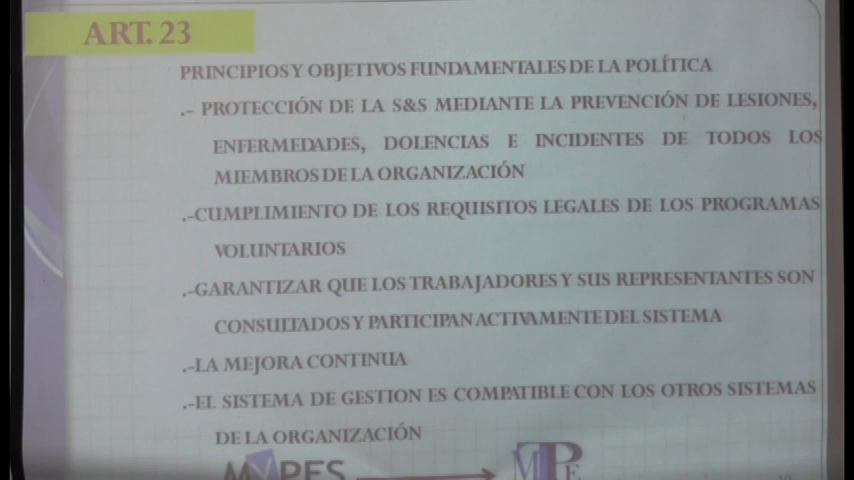 ART. 23
PRINCIPIOS Y OBJETIVOS FUNDAMENTALES DE LA POLÍTICA
.- PROTECCIÓN DE LA S&S MEDIANTE LA PREVENCIÓN DE LESIONES,
ENFERMEDADES, DOLENCIAS E INCIDENTES DE TODOS LOS
MIEMBROS DE LA ORGANIZACIÓN
.-CUMPLIMIENTO DE LOS REQUISITOS LEGALES DE LOS PROGRAMAS
VOLUNTARIOS
.-GARANTIZAR QUE LOS TRABAJADORES Y SUS REPRESENTANTES SON
CONSULTADOS Y PARTICIPAN ACTIVAMENTE DEL SISTEMA
.-LA MEJORA CONTINUA
.-EL SISTEMA DE GESTION ES COMPATIBLE CON LOS OTROS SISTEMAS
DE LA ORGANIZACIÓN
MYPES MTPE